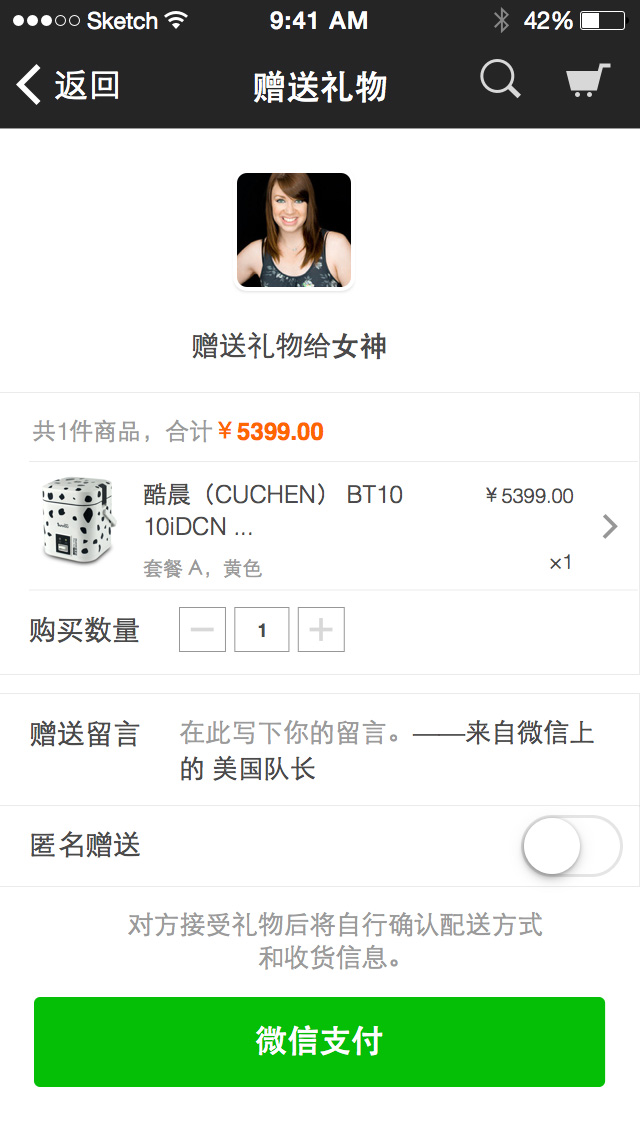 Sketch 9:41 AM 42%
返回 赠送礼物
赠送礼物给女神
共1件商品，合计￥5399.00
酷晨（CUCHEN） BT10 ￥5399.00
10iDCN ...
套餐 A，黄色 ×1
购买数量 1
赠送留言 在此写下你的留言。——来自微信上
的 美国队长
匿名赠送
对方接受礼物后将自行确认配送方式
和收货信息。
微信支付